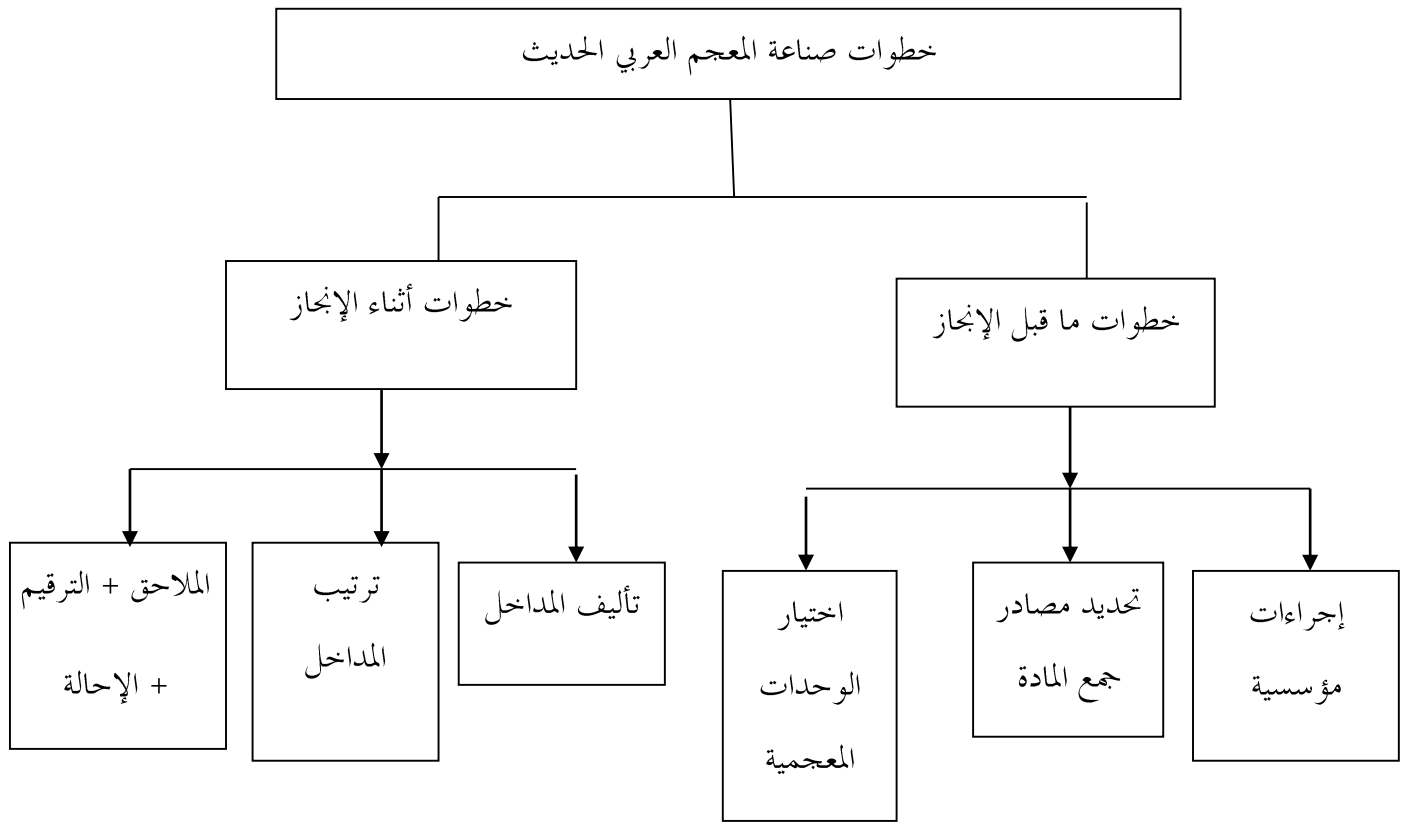 خطوات صناعة المعجم العربي الحديث
خطوات ما قبل الإنجاز
خطوات أثناء الإنجاز
إجراءات
مؤسسية
تحديد مصادر
جمع المادة
اختيار
الوحدات
المعجمية
تأليف المداخل
ترتيب
المداخل
الملاحق + الترقيم
+ الإحالة